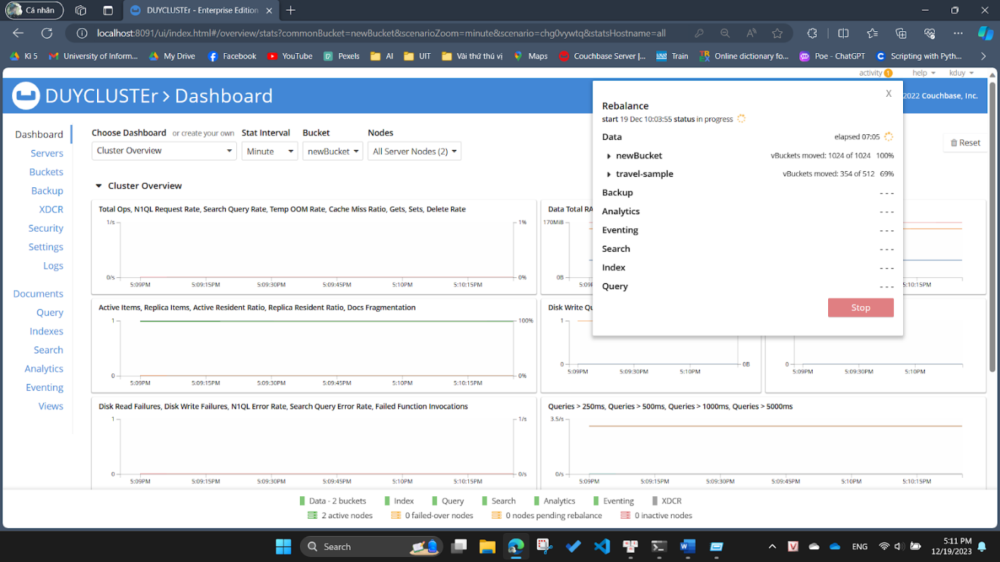 Cá nhân
DUYCLUSTEr - Enterprise Edition
localhost:8091/ui/index.html#/overview/stats?commonBucket=newBucket&scenarioZoom=minute&scenario=chg0vywtq&statsHostname=all
Kì 5 University of Inform... My Drive Facebook YouTube Pexels AI UIT Vài thứ thú vị Maps Couchbase Server |... Train Online dictionary fo... Poe - ChatGPT Scripting with Pyth...
activity 1 help kduy
DUYCLUSTEr > Dashboard
2022 Couchbase, Inc.
X
Rebalance
start 19 Dec 10:03:55 status in progress
Data elapsed 07:05
newBucket vBuckets moved: 1024 of 1024 100%
travel-sample vBuckets moved: 354 of 512 69%
Backup - - -
Analytics - - -
Eventing - - -
Search - - -
Index - - -
Query - - -
Stop
Dashboard
Servers
Buckets
Backup
XDCR
Security
Settings
Logs
Documents
Query
Indexes
Search
Analytics
Eventing
Views
Choose Dashboard or create your own Stat Interval Bucket Nodes
Cluster Overview Minute newBucket All Server Nodes (2)
Reset
Cluster Overview
Total Ops, N1QL Request Rate, Search Query Rate, Temp OOM Rate, Cache Miss Ratio, Gets, Sets, Delete Rate
1/s 1%
0/s 0%
5:09PM 5:09:15PM 5:09:30PM 5:09:45PM 5:10PM 5:10:15PM
Data Total RA
170MiB
0B
5:09P 5:10:15PM
Active Items, Replica Items, Active Resident Ratio, Replica Resident Ratio, Docs Fragmentation
1 100%
0 0%
5:09PM 5:09:15PM 5:09:30PM 5:09:45PM 5:10PM 5:10:15PM
Disk Write Qu
1
0 0B
5:09PM 5:09:30PM 5:10PM
0
5:09PM 5:09:30PM 5:10PM
Disk Read Failures, Disk Write Failures, N1QL Error Rate, Search Query Error Rate, Failed Function Invocations
1 1/s
0 0/s
5:09PM 5:09:15PM 5:09:30PM 5:09:45PM 5:10PM 5:10:15PM
Queries > 250ms, Queries > 500ms, Queries > 1000ms, Queries > 5000ms
3.5/s
0/s
5:09PM 5:09:15PM 5:09:30PM 5:09:45PM 5:10PM 5:10:15PM
Data - 2 buckets Index Query Search Analytics Eventing XDCR
2 active nodes 0 failed-over nodes 0 nodes pending rebalance 0 inactive nodes
Search
ENG
5:11 PM
12/19/2023